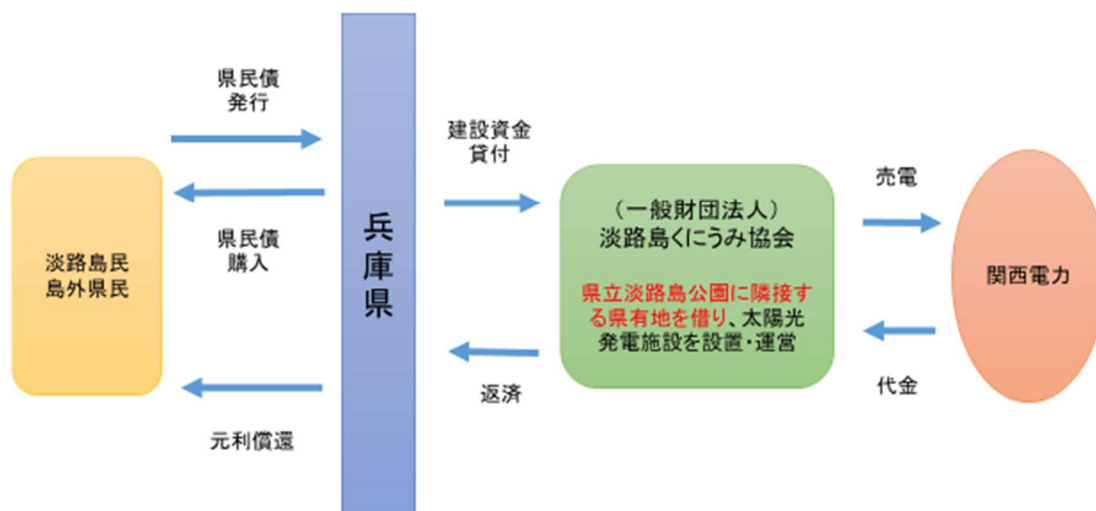 県民債
発行
県民債
購入
元利償還
淡路島民
島外県民
兵庫県
建設資金
貸付
返済
(一般財団法人)
淡路島くにうみ協会
県立淡路島公園に隣接す
る県有地を借り、太陽光
発電施設を設置・運営
売電
代金
関西電力